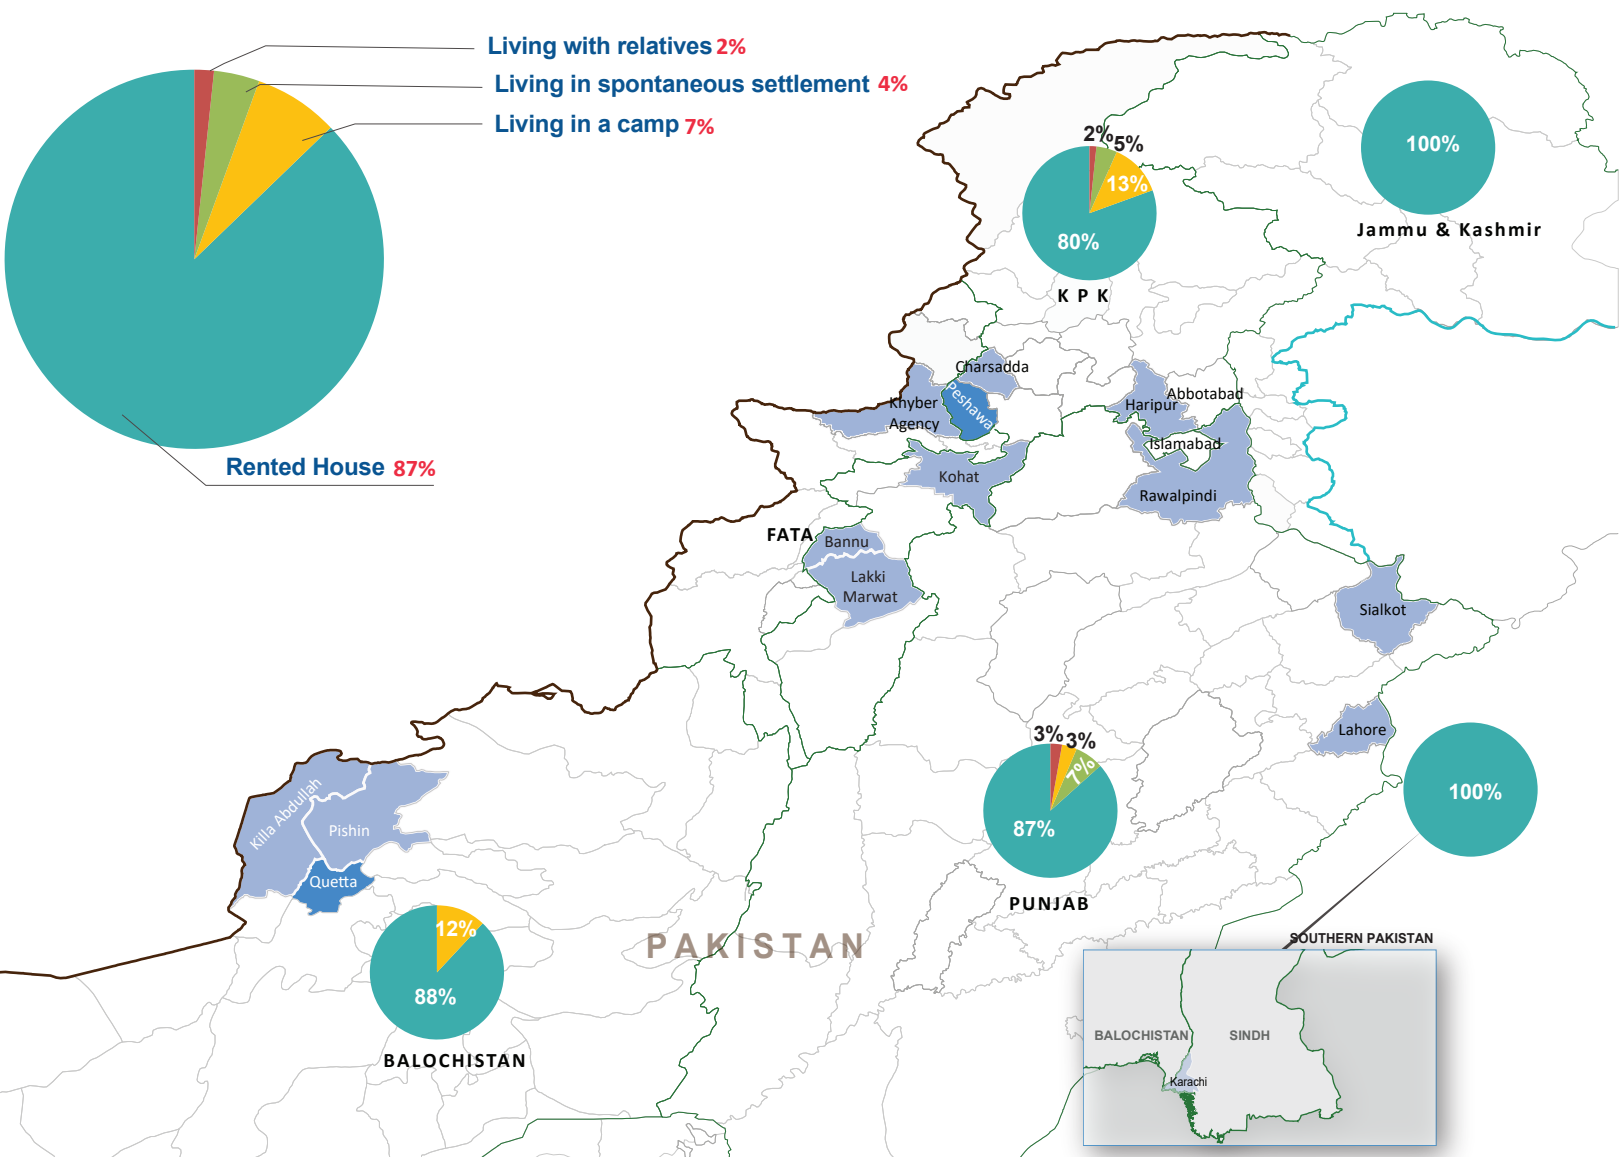 Living with relatives 2%
Living in spontaneous settlement 4%
Living in a camp 7%
Rented House 87%
2% 5%
13%
80%
K P K
100%
Jammu & Kashmir
Charsadda
Peshawa
Khyber
Agency
Abbotabad
Haripur
Islamabad
Kohat
Rawalpindi
FATA
Bannu
Lakki
Marwat
Sialkot
Lahore
3% 3%
7%
87%
PUNJAB
100%
Killa Abdullah
Pishin
Quetta
12%
88%
BALOCHISTAN
PAKISTAN
SOUTHERN PAKISTAN
BALOCHISTAN
SINDH
Karachi